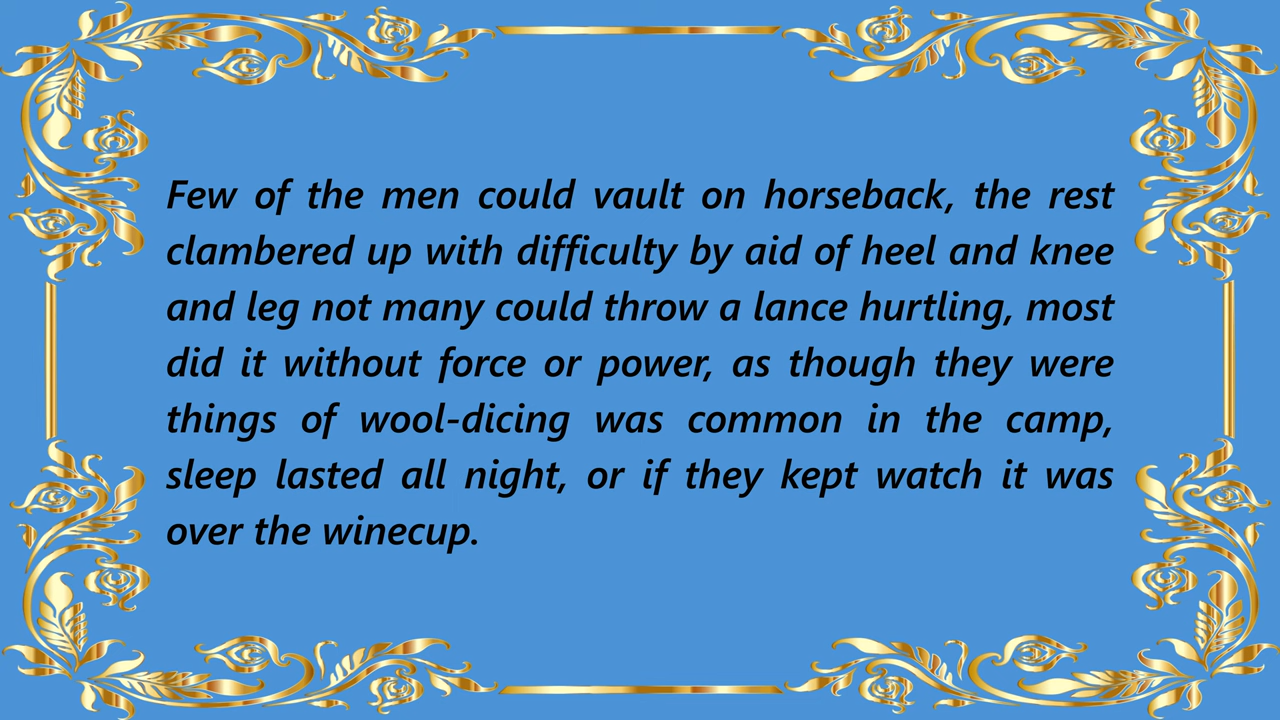 Few of the men could vault on horseback, the rest
clambered up with difficulty by aid of heel and knee
and leg not many could throw a lance hurtling, most
did it without force or power, as though they were
things of wool-dicing was common in the camp,
sleep lasted all night, or if they kept watch it was
over the winecup.